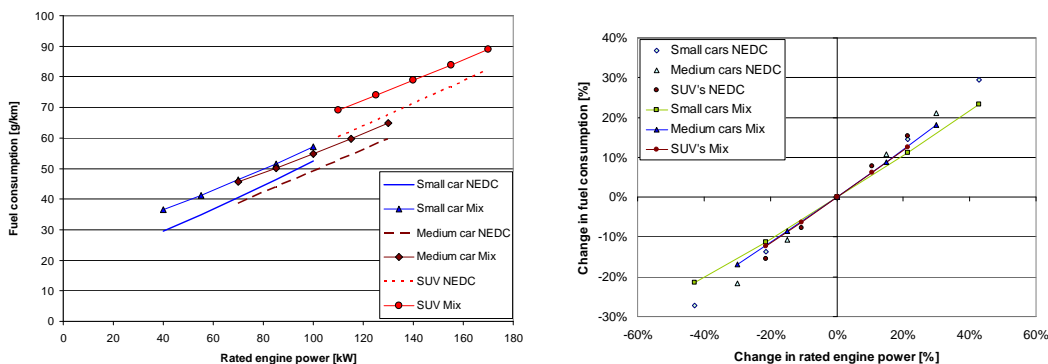 100
90
80
70
60
50
40
30
20
10
0
Fuel consumption [g/km]
0 20 40 60 80 100 120 140 160 180
Rated engine power [kW]
Small car NEDC
Small car Mix
Medium car NEDC
Medium car Mix
SUV NEDC
SUV Mix
40%
30%
20%
10%
0%
-10%
-20%
-30%
Change in fuel consumption [%]
-60% -40% -20% 0% 20% 40% 60%
Change in rated engine power [%]
Small cars NEDC
Medium cars NEDC
SUV's NEDC
Small cars Mix
Medium cars Mix
SUV's Mix